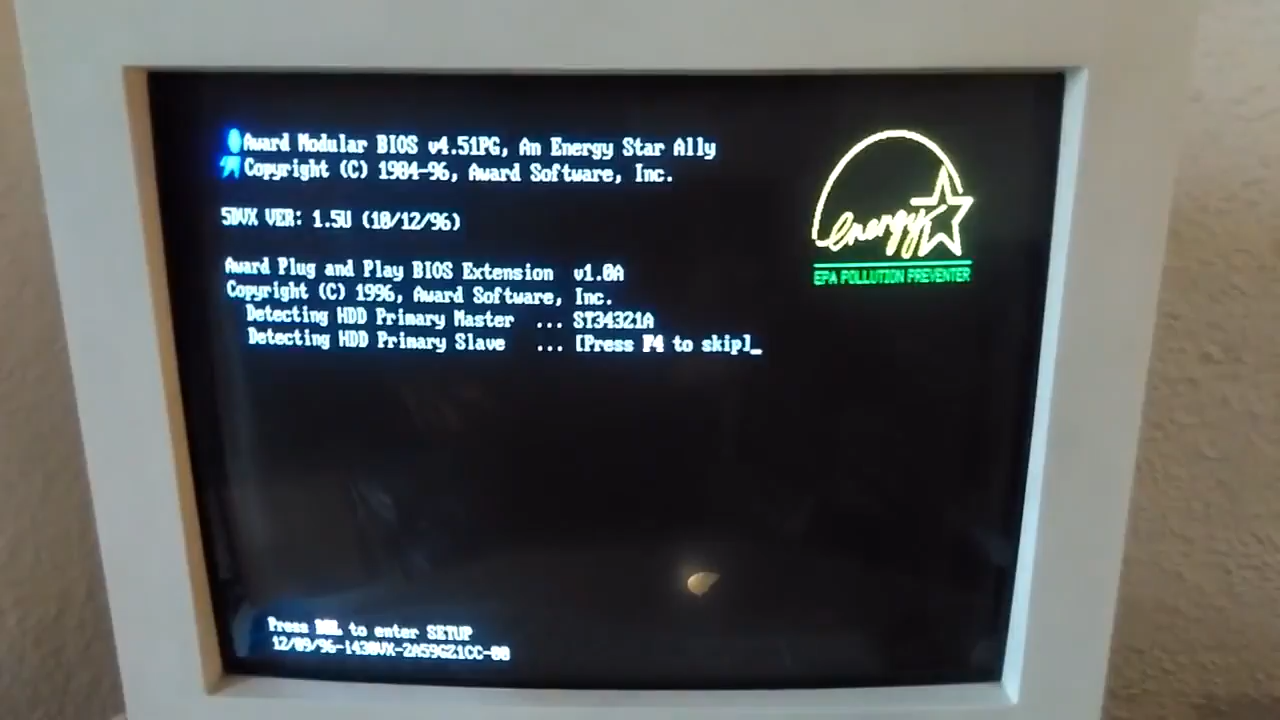 Award Modular BIOS v4.51PG, An Energy Star Ally
Copyright (C) 1984-96, Award Software, Inc.
energy
EPA POLLUTION PREVENTER
5DVX VER: 1.5U (10/12/96)
Award Plug and Play BIOS Extension v1.0A
Copyright (C) 1996, Award Software, Inc.
Detecting HDD Primary Master ... ST34321A
Detecting HDD Primary Slave ... [Press F4 to skip]_
Press DEL to enter SETUP
12/09/96-i430VX-2A59GZ1CC-00